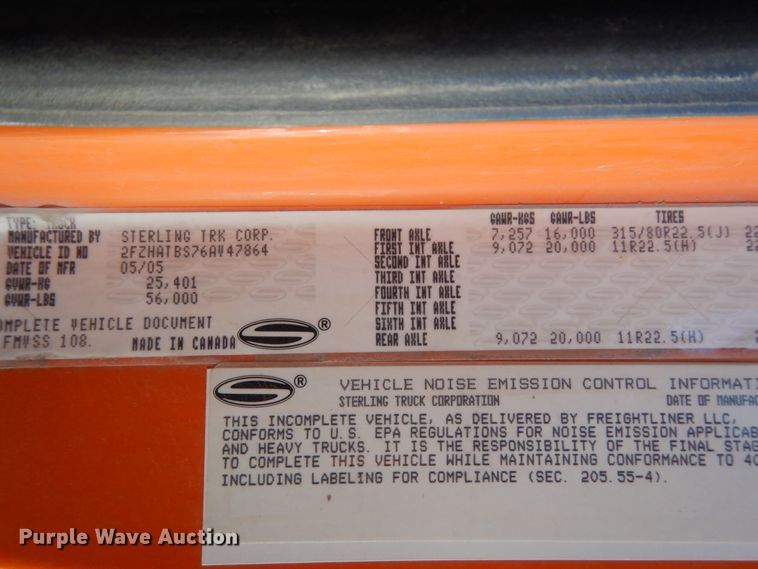 TYPE: TRUCK
MANUFACTURED BY STERLING TRK CORP.
VEHICLE ID NO 2FZHATBS76AV47864
DATE OF MFR 05/05
GVWR-KG 25,401
GVWR-LBS 56,000
OMPLETE VEHICLE DOCUMENT
FMVSS 108. MADE IN CANADA S ®
GAWR-KGS GAWR-LBS TIRES
FRONT AXLE 7,257 16,000 315/80R22.5(J) 22
FIRST INT AXLE 9,072 20,000 11R22.5(H) 22
SECOND INT AXLE
THIRD INT AXLE
FOURTH INT AXLE
FIFTH INT AXLE
SIXTH INT AXLE
REAR AXLE 9,072 20,000 11R22.5(H) 22
S ® VEHICLE NOISE EMISSION CONTROL INFORMATI
STERLING TRUCK CORPORATION DATE OF MANUFAC
THIS INCOMPLETE VEHICLE, AS DELIVERED BY FREIGHTLINER LLC,
CONFORMS TO U.S. EPA REGULATIONS FOR NOISE EMISSION APPLICAB
AND HEAVY TRUCKS. IT IS THE RESPONSIBILITY OF THE FINAL STAG
TO COMPLETE THIS VEHICLE WHILE MAINTAINING CONFORMANCE TO 40
INCLUDING LABELING FOR COMPLIANCE (SEC. 205.55-4).
Purple Wave Auction®